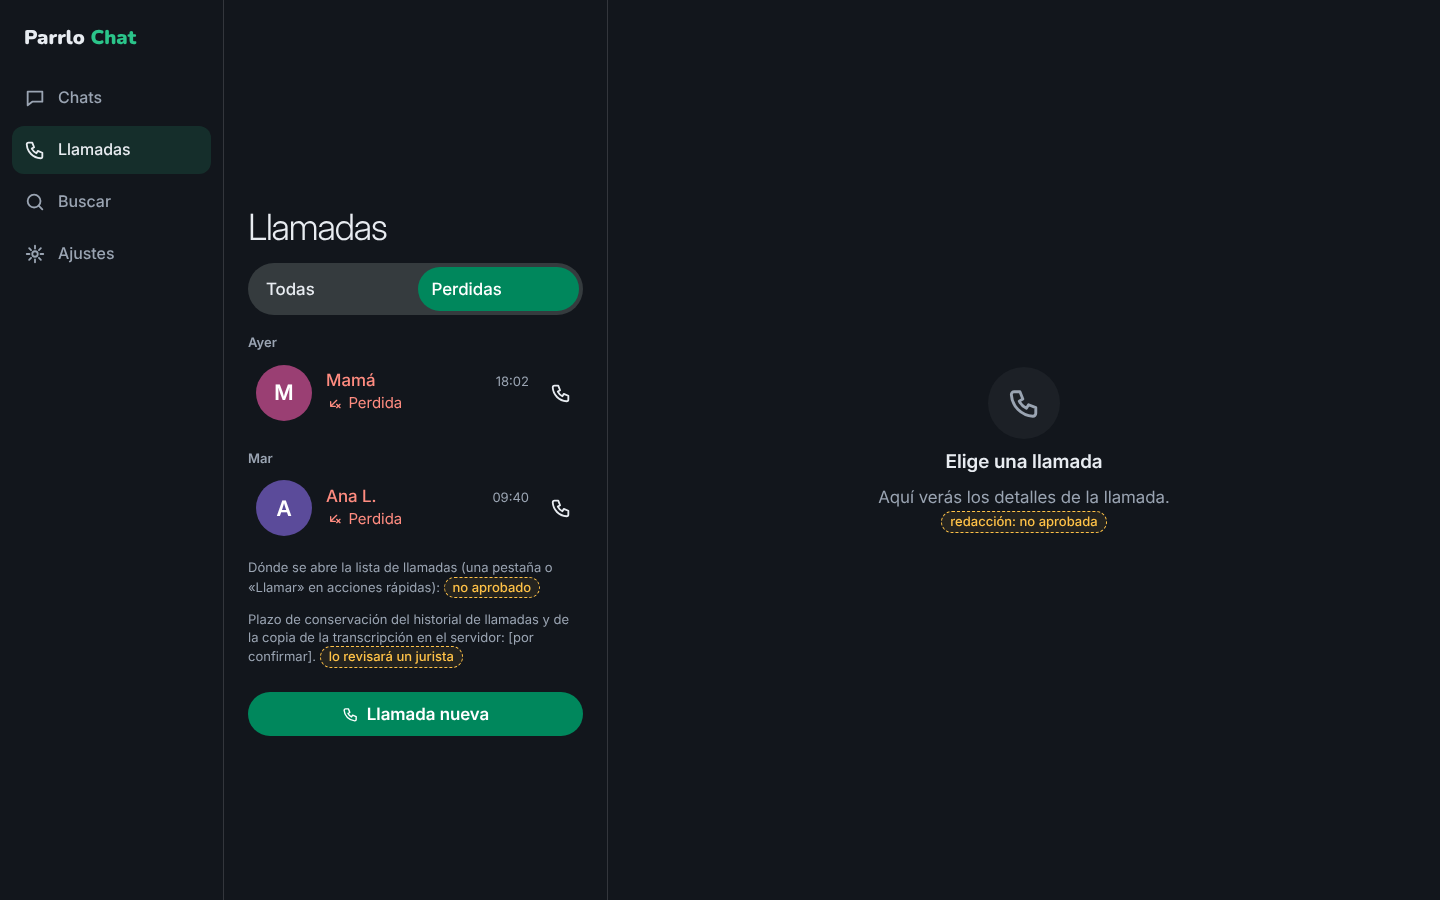 Parrlo Chat
Chats
Llamadas
Buscar
Ajustes
Llamadas
Todas
Perdidas
Ayer
M
Mamá
18:02
Perdida
Mar
A
Ana L.
09:40
Perdida
Dónde se abre la lista de llamadas (una pestaña o
«Llamar» en acciones rápidas): no aprobado
Plazo de conservación del historial de llamadas y de
la copia de la transcripción en el servidor: [por
confirmar]. lo revisará un jurista
Llamada nueva
Elige una llamada
Aquí verás los detalles de la llamada.
redacción: no aprobada